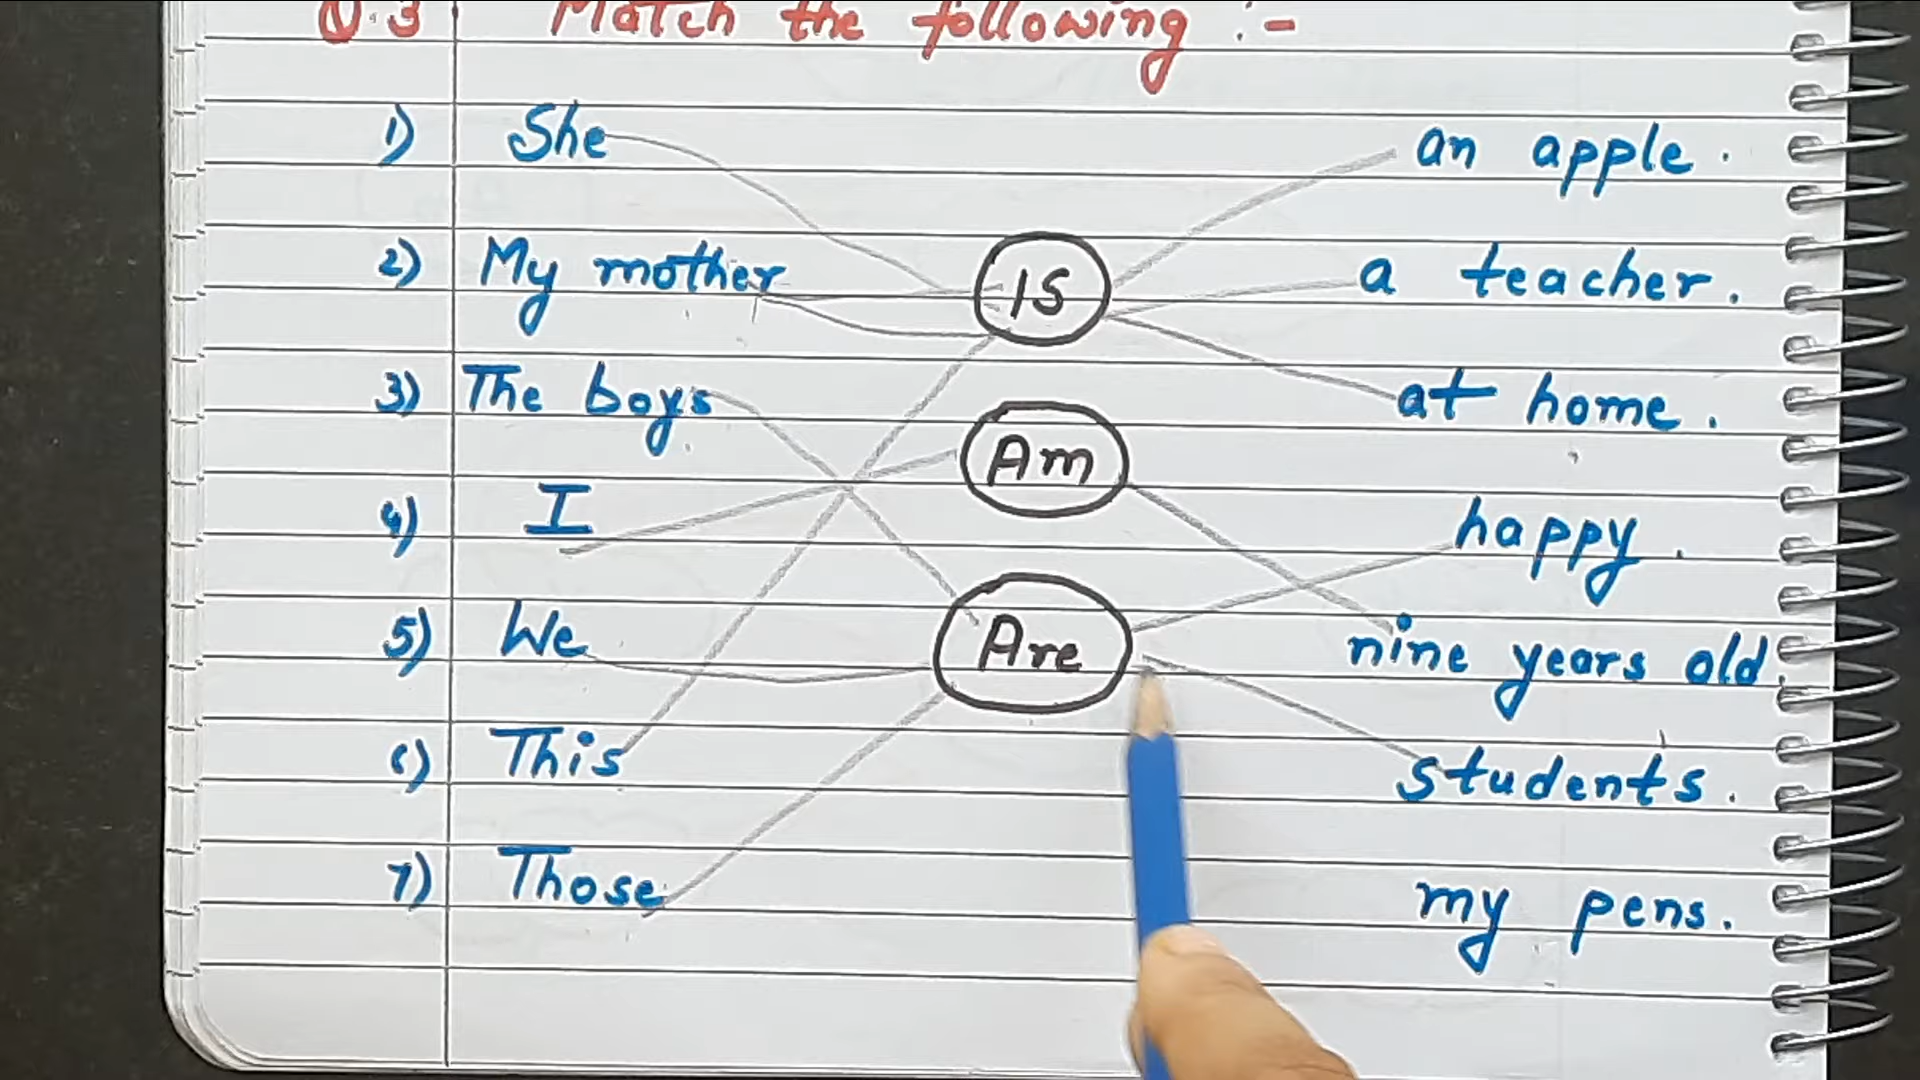 Q.3 Match the following :-
1) She an apple.
2) My mother IS a teacher.
3) The boys at home.
Am
4) I happy.
5) We Are nine years old.
6) This students.
7) Those my pens.